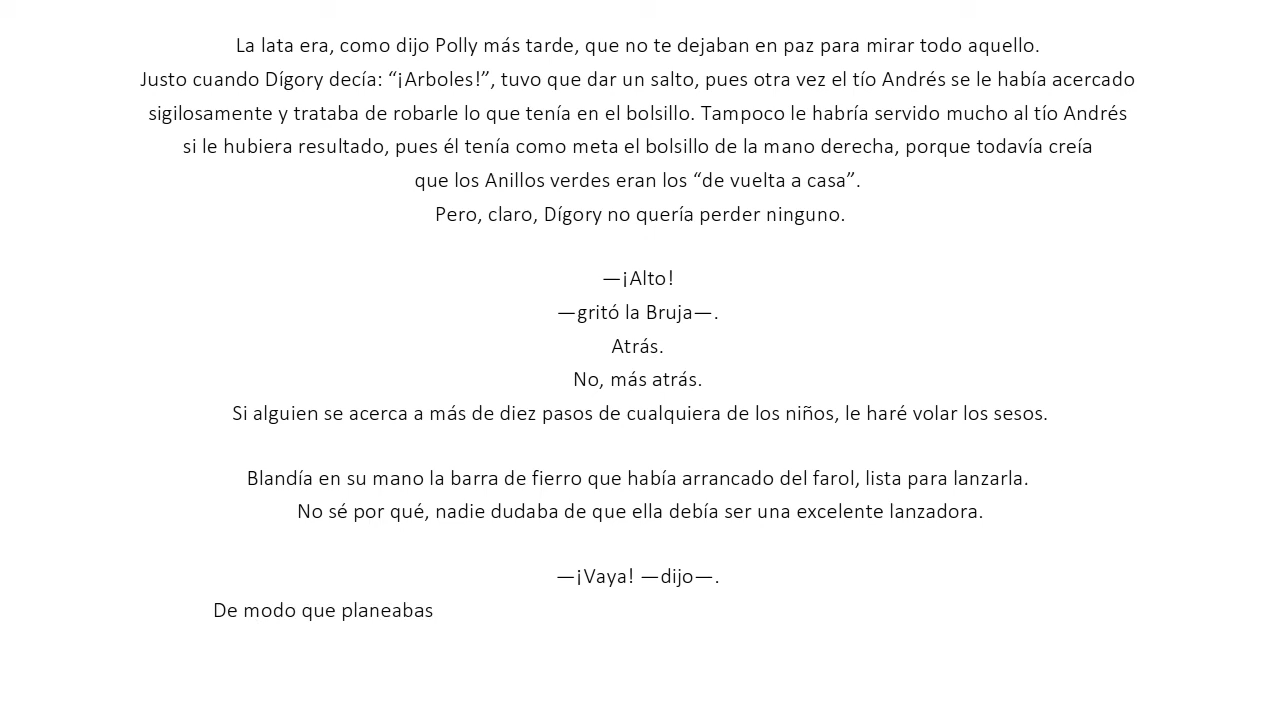 La lata era, como dijo Polly más tarde, que no te dejaban en paz para mirar todo aquello.
Justo cuando Dígory decía: “¡Arboles!”, tuvo que dar un salto, pues otra vez el tío Andrés se le había acercado
sigilosamente y trataba de robarle lo que tenía en el bolsillo. Tampoco le habría servido mucho al tío Andrés
si le hubiera resultado, pues él tenía como meta el bolsillo de la mano derecha, porque todavía creía
que los Anillos verdes eran los “de vuelta a casa”.
Pero, claro, Dígory no quería perder ninguno.
—¡Alto!
—gritó la Bruja—.
Atrás.
No, más atrás.
Si alguien se acerca a más de diez pasos de cualquiera de los niños, le haré volar los sesos.
Blandía en su mano la barra de fierro que había arrancado del farol, lista para lanzarla.
No sé por qué, nadie dudaba de que ella debía ser una excelente lanzadora.
—¡Vaya! —dijo—.
De modo que planeabas